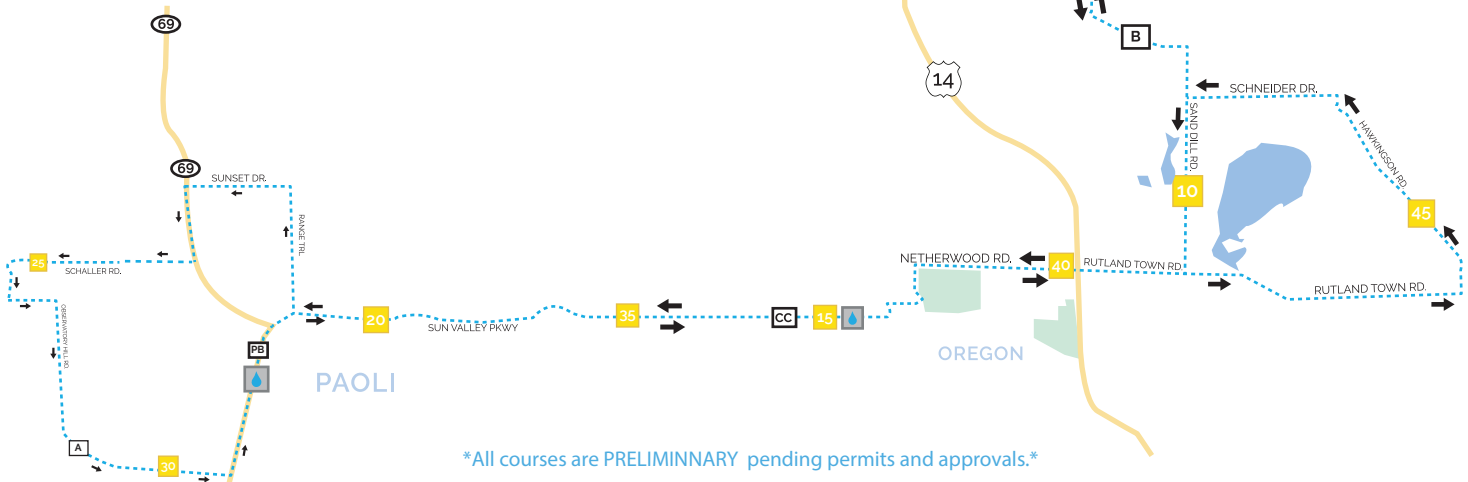 69
B
14
SCHNEIDER DR.
SAND DILL RD.
HAWKINGSON RD.
69
SUNSET DR.
10
45
RANGE TRL
NETHERWOOD RD.
40
RUTLAND TOWN RD.
25
SCHALLER RD.
RUTLAND TOWN RD.
OBSERVATORY HILL RD
20
SUN VALLEY PKWY
35
CC
15
PB
OREGON
PAOLI
A
30
*All courses are PRELIMINNARY pending permits and approvals.*